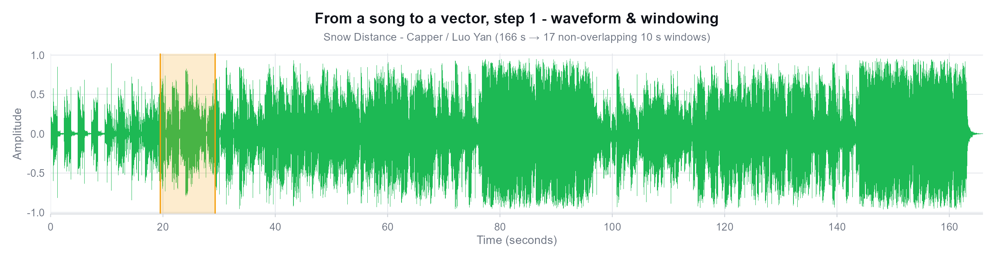 From a song to a vector, step 1 - waveform & windowing
Snow Distance - Capper / Luo Yan (166 s → 17 non-overlapping 10 s windows)
Amplitude
1.0
0.5
0.0
-0.5
-1.0
0 20 40 60 80 100 120 140 160
Time (seconds)